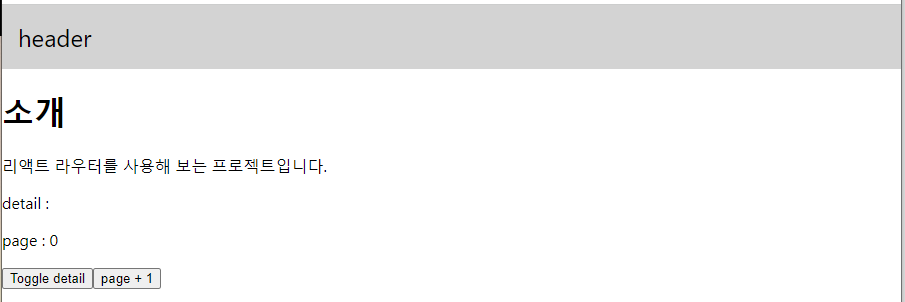 header
소개
리액트 라우터를 사용해 보는 프로젝트입니다.
detail :
page : 0
Toggle detail page + 1